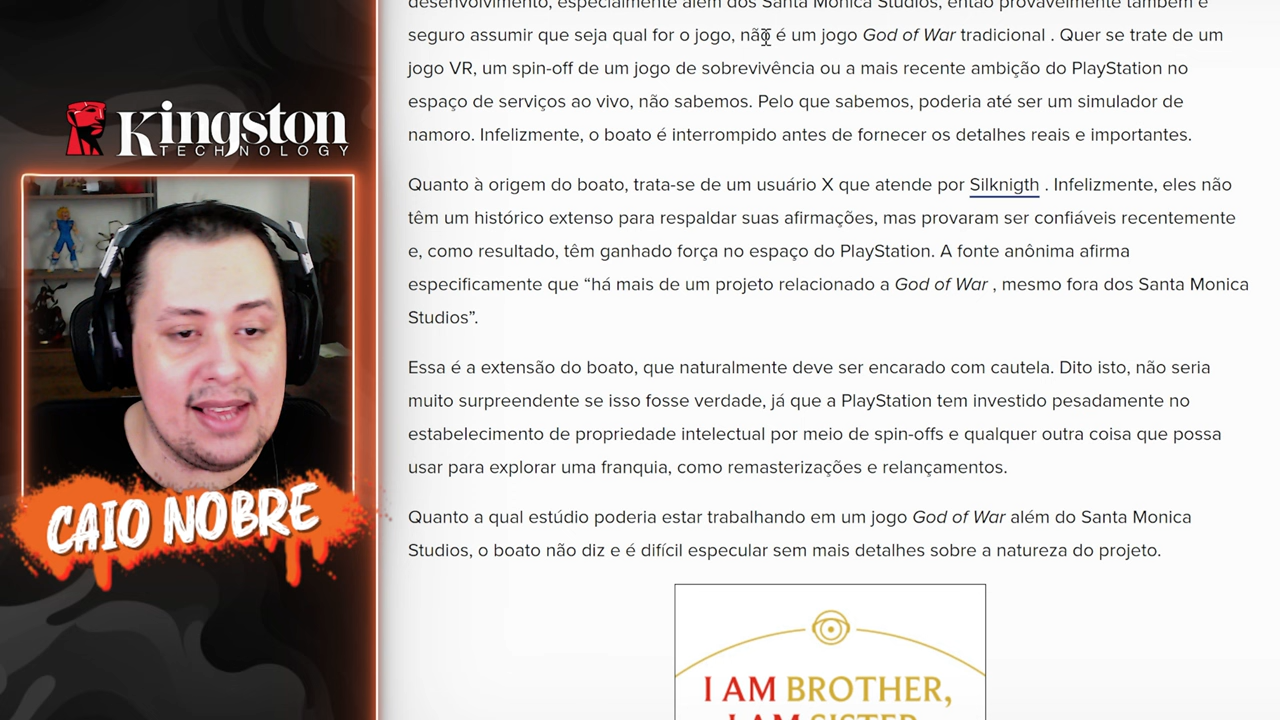 Kingston
TECHNOLOGY
CAIO NOBRE
desenvolvimento, especialmente além dos Santa Monica Studios, então provavelmente também é
seguro assumir que seja qual for o jogo, não é um jogo God of War tradicional . Quer se trate de um
jogo VR, um spin-off de um jogo de sobrevivência ou a mais recente ambição do PlayStation no
espaço de serviços ao vivo, não sabemos. Pelo que sabemos, poderia até ser um simulador de
namoro. Infelizmente, o boato é interrompido antes de fornecer os detalhes reais e importantes.
Quanto à origem do boato, trata-se de um usuário X que atende por Silknigth . Infelizmente, eles não
têm um histórico extenso para respaldar suas afirmações, mas provaram ser confiáveis recentemente
e, como resultado, têm ganhado força no espaço do PlayStation. A fonte anônima afirma
especificamente que “há mais de um projeto relacionado a God of War , mesmo fora dos Santa Monica
Studios”.
Essa é a extensão do boato, que naturalmente deve ser encarado com cautela. Dito isto, não seria
muito surpreendente se isso fosse verdade, já que a PlayStation tem investido pesadamente no
estabelecimento de propriedade intelectual por meio de spin-offs e qualquer outra coisa que possa
usar para explorar uma franquia, como remasterizações e relançamentos.
Quanto a qual estúdio poderia estar trabalhando em um jogo God of War além do Santa Monica
Studios, o boato não diz e é difícil especular sem mais detalhes sobre a natureza do projeto.
I AM BROTHER,
I AM SISTER